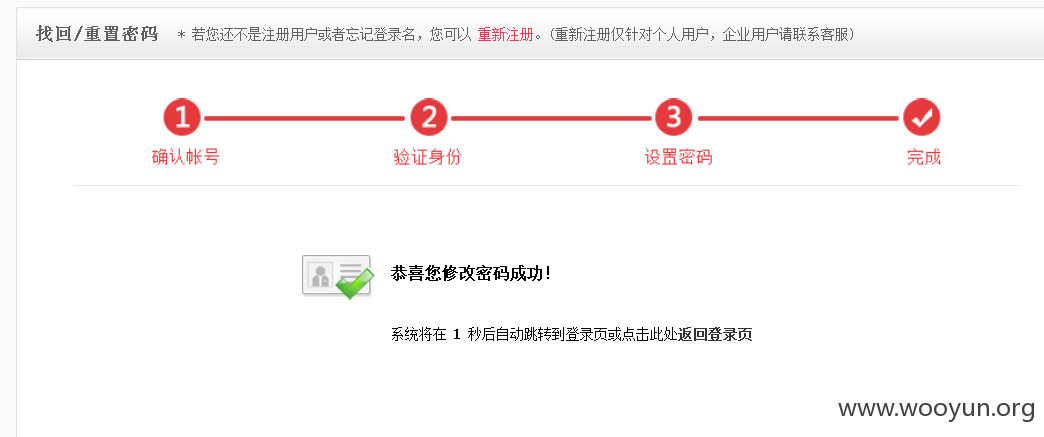 找回/重置密码 * 若您还不是注册用户或者忘记登录名，您可以 重新注册。(重新注册仅针对个人用户，企业用户请联系客服)
1 2 3
确认帐号 验证身份 设置密码 完成
恭喜您修改密码成功!
系统将在 1 秒后自动跳转到登录页或点击此处返回登录页
www.wooyun.org